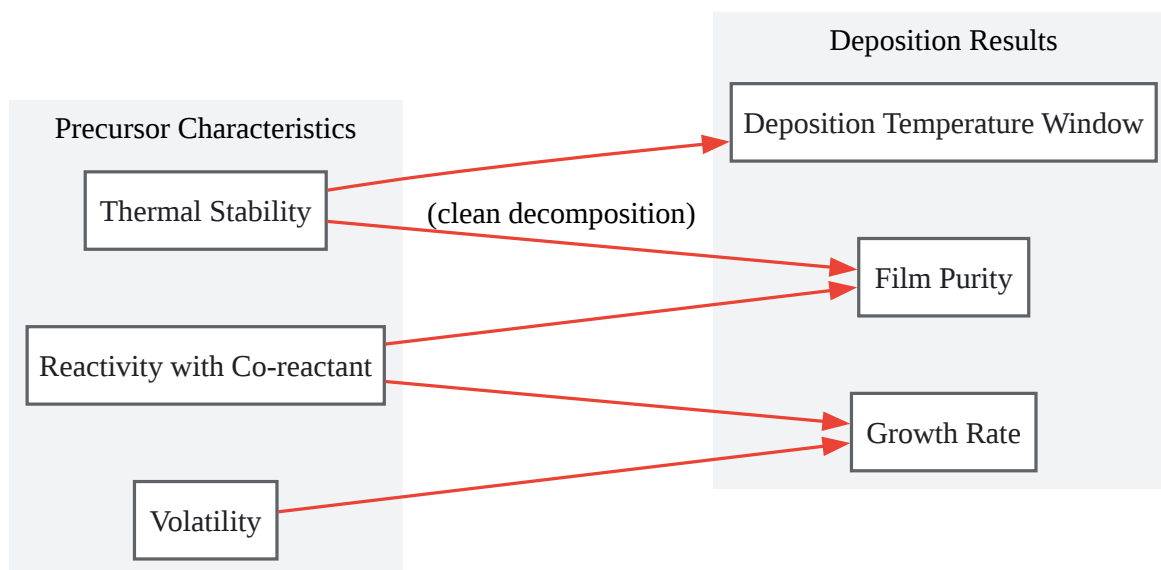 Precursor Characteristics
Thermal Stability
Reactivity with Co-reactant
Volatility
(clean decomposition)
Deposition Results
Deposition Temperature Window
Film Purity
Growth Rate